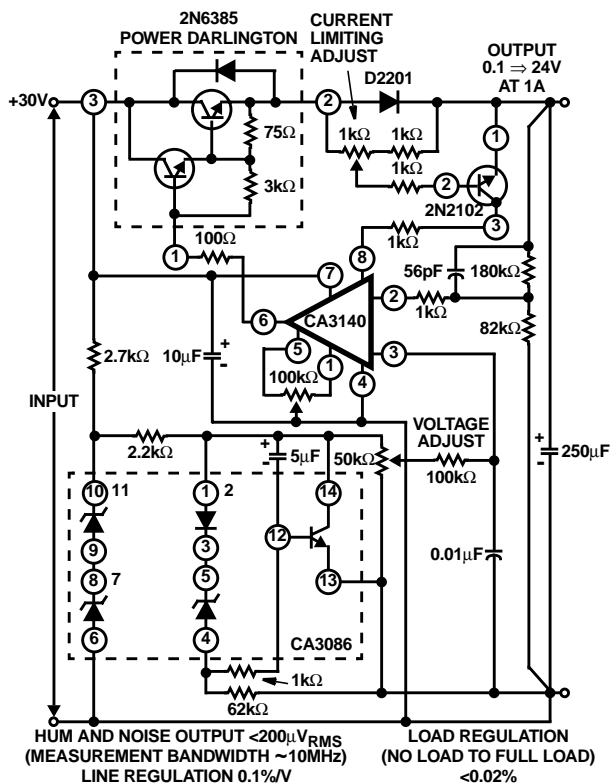 2N6385
POWER DARLINGTON
CURRENT
LIMITING
ADJUST
OUTPUT
0.1 ⇒ 24V
AT 1A
D2201
+30V
3
2
75Ω
3kΩ
1kΩ
1kΩ
1kΩ
1
2
2N2102
3
1
100Ω
8
1kΩ
56pF
180kΩ
7
6
CA3140
2
1kΩ
82kΩ
5
1
3
4
2.7kΩ
10μF
+
-
100kΩ
INPUT
VOLTAGE
ADJUST
2.2kΩ
+
-
5μF
50kΩ
100kΩ
+
-
250μF
10
11
1
2
14
9
3
12
8
7
5
13
0.01μF
6
4
CA3086
1kΩ
62kΩ
HUM AND NOISE OUTPUT <200μVRMS
(MEASUREMENT BANDWIDTH ~10MHz)
LINE REGULATION 0.1%/V
LOAD REGULATION
(NO LOAD TO FULL LOAD)
<0.02%